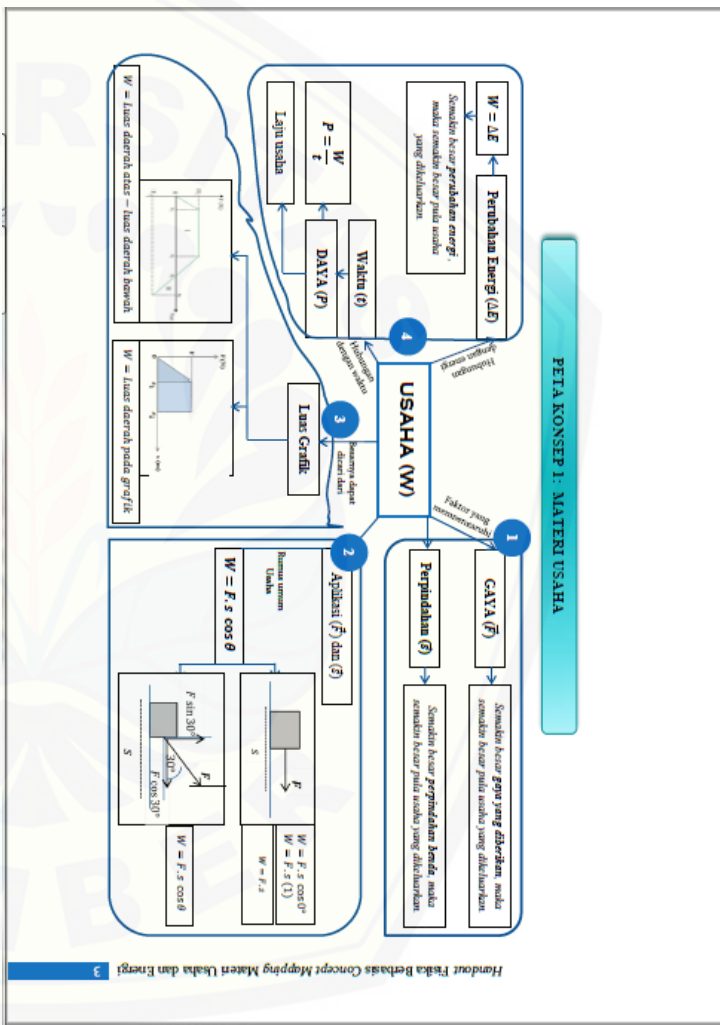 PETA KONSEP 1: MATERI USAHA
USAHA (W)
1
Faktor yang
memengaruhi
GAYA (F⃗)
Semakin besar gaya yang diberikan, maka
semakin besar pula usaha yang dikeluarkan.
Perpindahan (s⃗)
Semakin besar perpindahan benda, maka
semakin besar pula usaha yang dikeluarkan.
2
Aplikasi (F⃗) dan (s⃗)
Rumus umum
Usaha
W = F.s cos θ
F
s
W = F.s cos 0°
W = F.s (1)
W = F.s
F sin 30°
F
30°
F cos 30°
s
W = F.s cos θ
3
Besarnya dapat
dicari dari
Luas Grafik
W = Luas daerah pada grafik
W = Luas daerah atas − luas daerah bawah
4
Hubungan
dengan energi
Perubahan Energi (ΔE)
W = ΔE
Semakin besar perubahan energi,
maka semakin besar pula usaha
yang dikeluarkan.
Hubungan
dengan waktu
Waktu (t)
DAYA (P)
P = W/t
Laju usaha
Handout Fisika Berbasis Concept Mapping Materi Usaha dan Energi
3